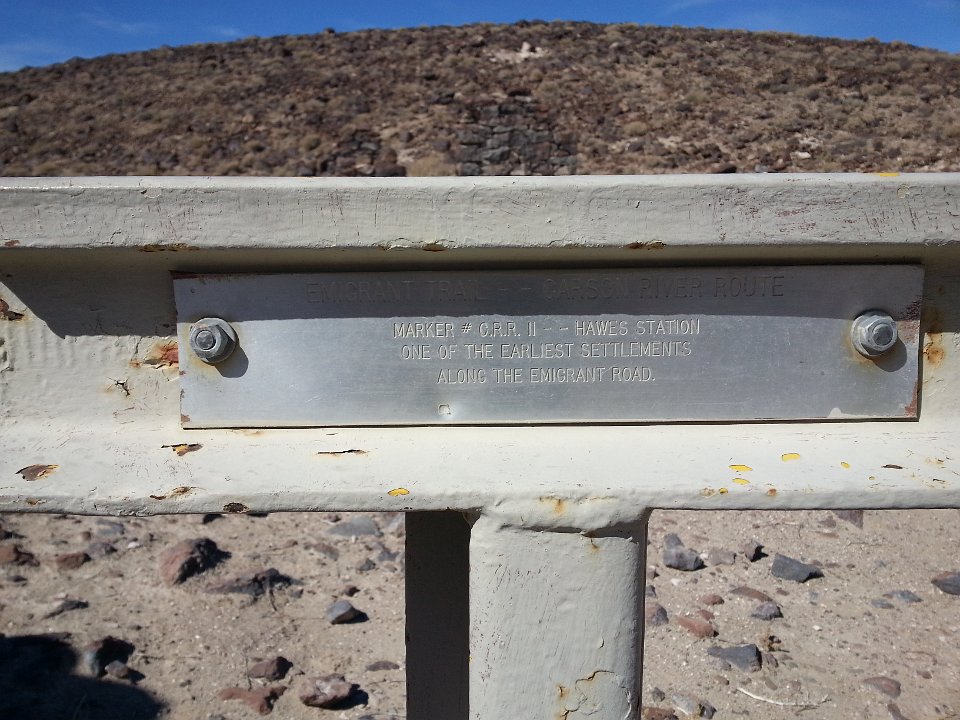 EMIGRANT TRAIL - - CARSON RIVER ROUTE
MARKER # C.R.R. 11 - - HAWES STATION
ONE OF THE EARLIEST SETTLEMENTS
ALONG THE EMIGRANT ROAD.